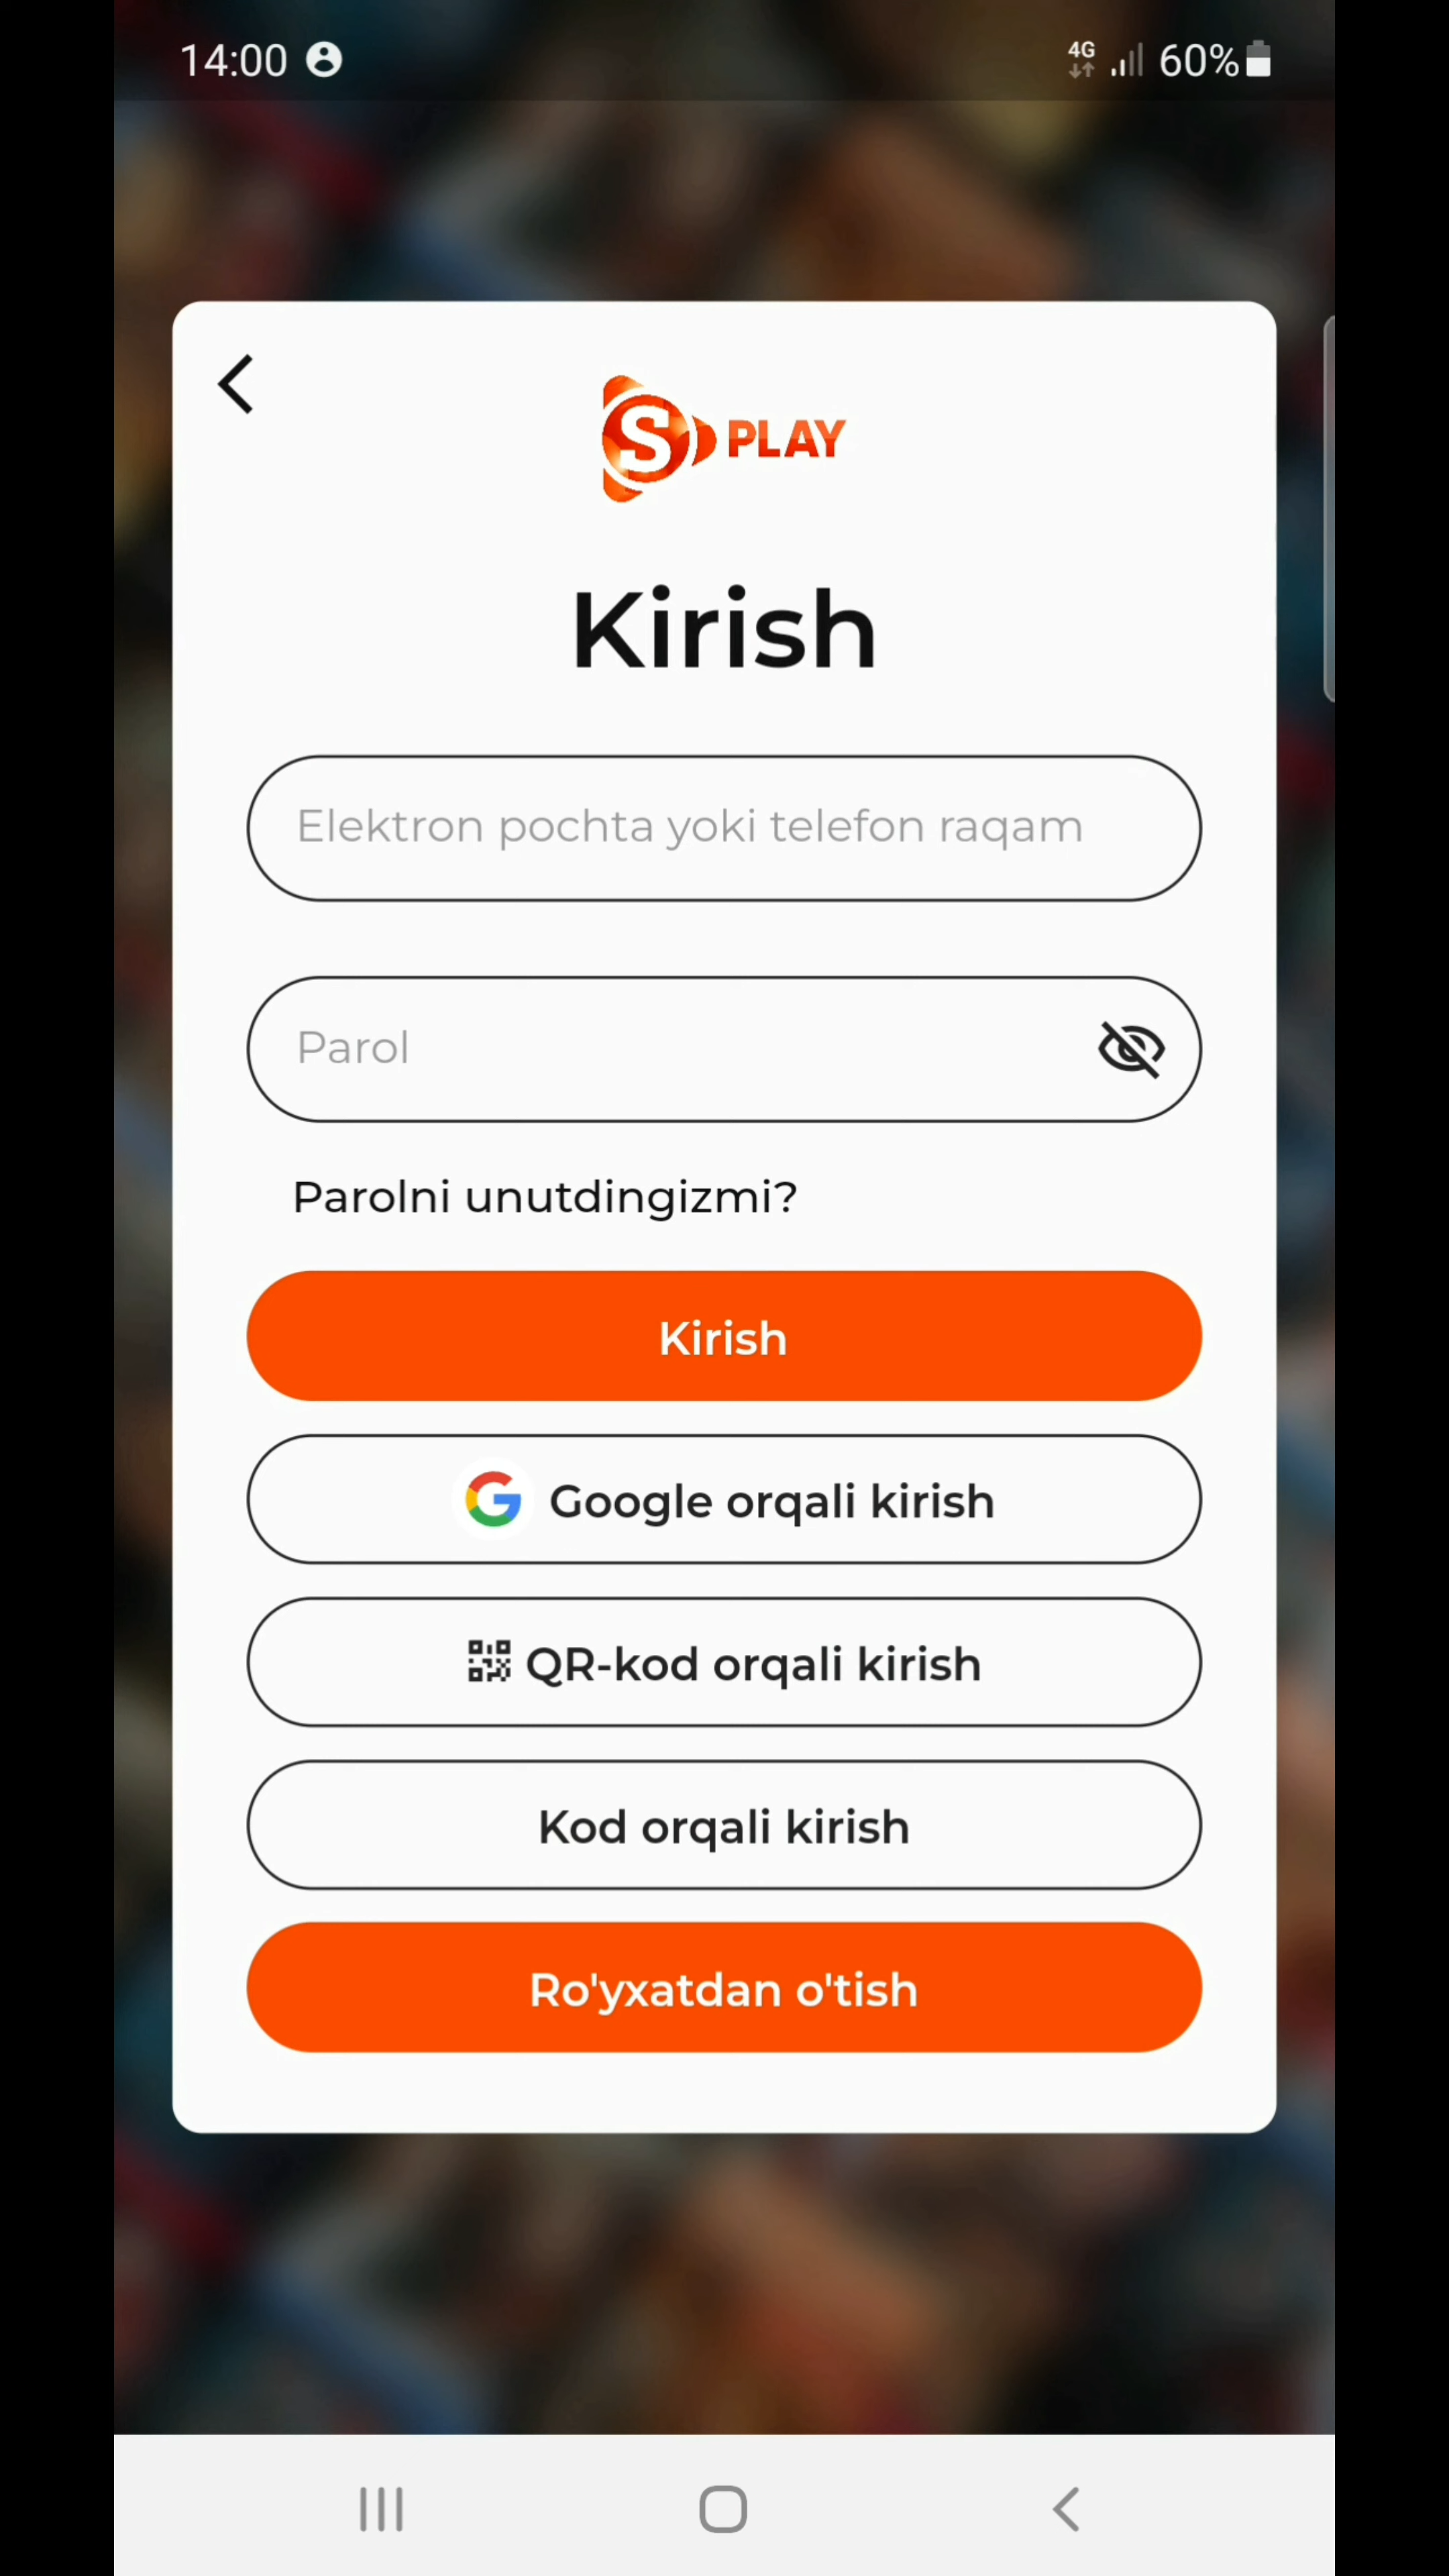 14:00 4G 60%
S PLAY
Kirish
Elektron pochta yoki telefon raqam
Parol
Parolni unutdingizmi?
Kirish
Google orqali kirish
QR-kod orqali kirish
Kod orqali kirish
Ro'yxatdan o'tish